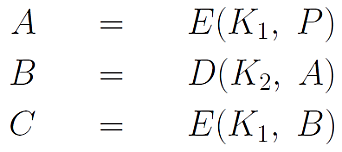 A = E(K₁, P)
B = D(K₂, A)
C = E(K₁, B)